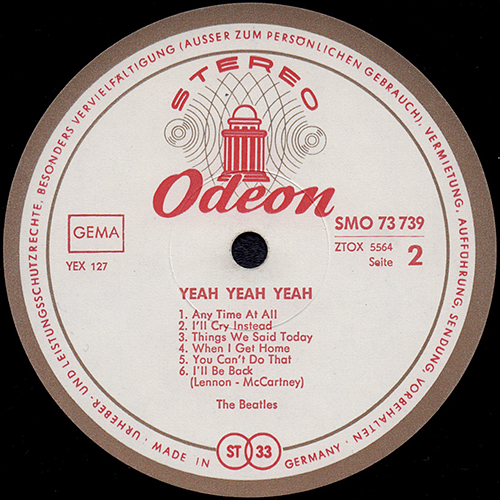 URHEBER- UND LEISTUNGSSCHUTZRECHTE, BESONDERS VERVIELFÄLTIGUNG (AUSSER ZUM PERSÖNLICHEN GEBRAUCH), VERMIETUNG, AUFFÜHRUNG, SENDUNG VORBEHALTEN ·
STEREO
Odeon
GEMA
YEX 127
SMO 73 739
ZTOX 5564
Seite 2
YEAH YEAH YEAH
1. Any Time At All
2. I'll Cry Instead
3. Things We Said Today
4. When I Get Home
5. You Can't Do That
6. I'll Be Back
(Lennon - McCartney)
The Beatles
MADE IN GERMANY ·
ST 33